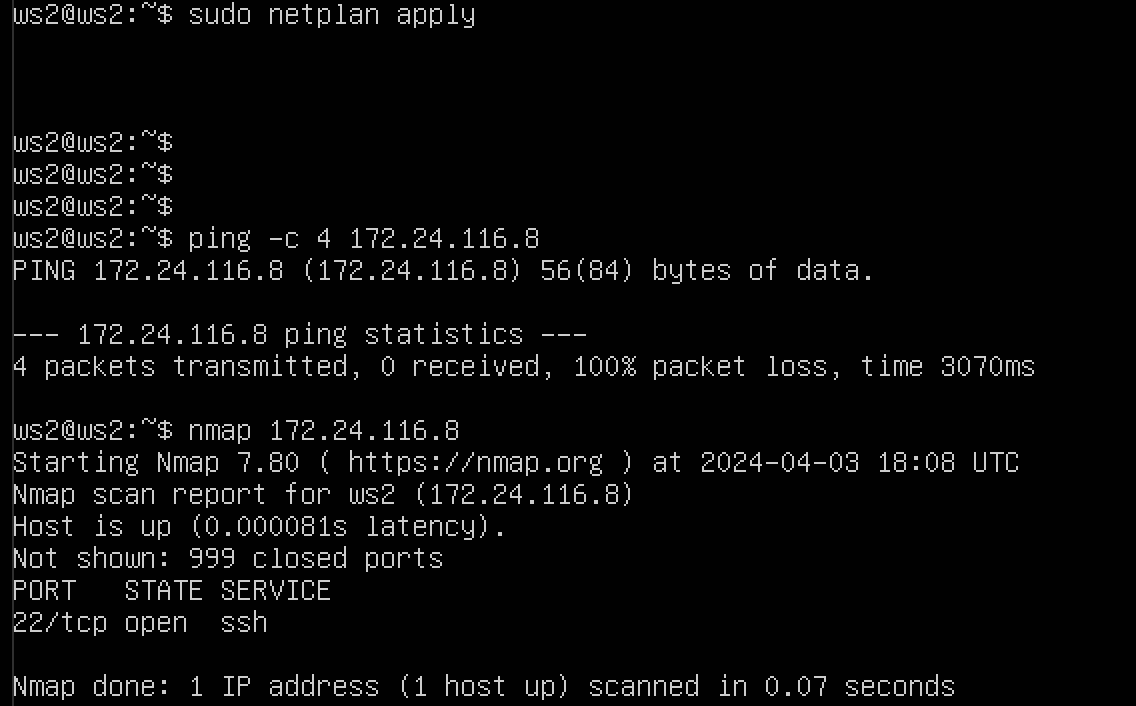 ws2@ws2:~$ sudo netplan apply
ws2@ws2:~$
ws2@ws2:~$
ws2@ws2:~$
ws2@ws2:~$ ping -c 4 172.24.116.8
PING 172.24.116.8 (172.24.116.8) 56(84) bytes of data.
--- 172.24.116.8 ping statistics ---
4 packets transmitted, 0 received, 100% packet loss, time 3070ms
ws2@ws2:~$ nmap 172.24.116.8
Starting Nmap 7.80 ( https://nmap.org ) at 2024-04-03 18:08 UTC
Nmap scan report for ws2 (172.24.116.8)
Host is up (0.000081s latency).
Not shown: 999 closed ports
PORT   STATE SERVICE
22/tcp open  ssh
Nmap done: 1 IP address (1 host up) scanned in 0.07 seconds